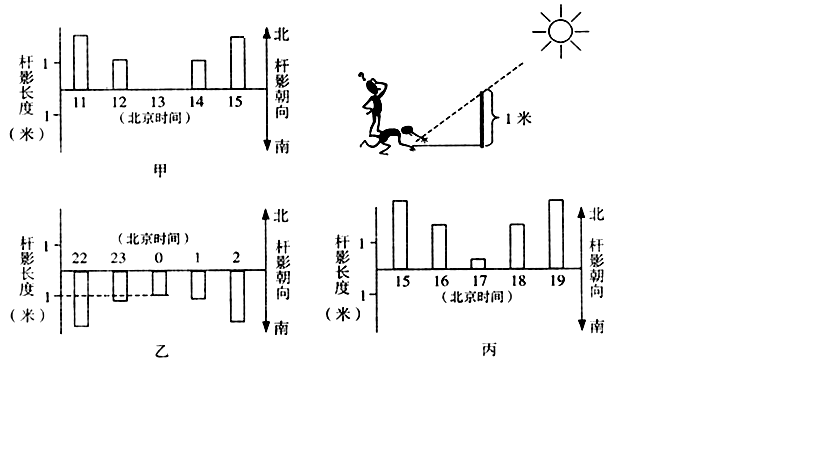 北
杆影长度（米）
1
1
11 12 13 14 15
（北京时间）
杆影朝向
南
甲
1 米
北
杆影长度（米）
1
1
（北京时间）
22 23 0 1 2
杆影朝向
南
乙
北
杆影长度（米）
1
1
15 16 17 18 19
（北京时间）
杆影朝向
南
丙